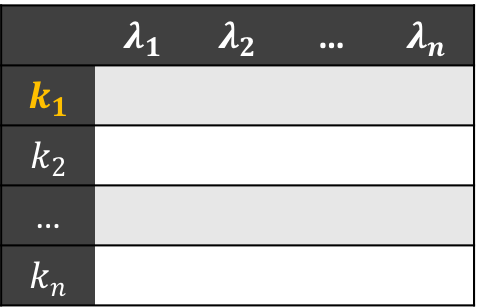 λ₁ λ₂ ... λₙ
k₁
k₂
...
kₙ